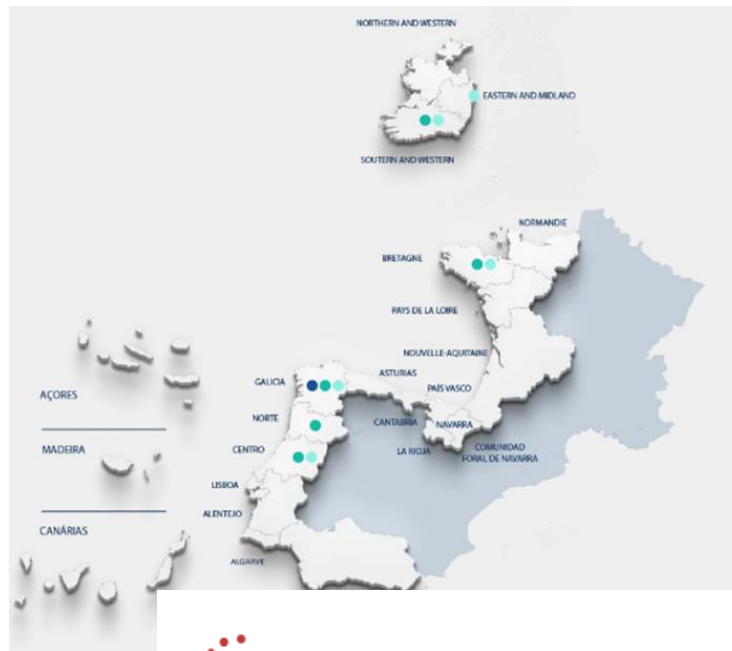 NORTHERN AND WESTERN
EASTERN AND MIDLAND
SOUTERN AND WESTERN
NORMANDIE
BRETAGNE
PAYS DE LA LOIRE
NOUVELLE-AQUITAINE
ASTURIAS
GALICIA
PAÍS VASCO
AÇORES
NORTE
CANTABRIA
NAVARRA
MADEIRA
CENTRO
LA RIOJA
COMUNIDAD
FORAL DE NAVARRA
LISBOA
ALENTEJO
CANÁRIAS
ALGARVE